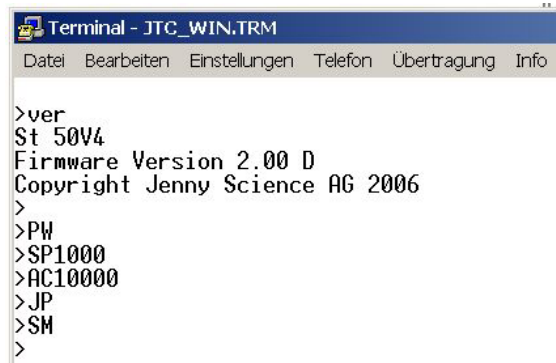 Terminal - JTC_WIN.TRM
Datei Bearbeiten Einstellungen Telefon Übertragung Info
>ver
St 50V4
Firmware Version 2.00 D
Copyright Jenny Science AG 2006
>
>PW
>SP1000
>AC10000
>JP
>SM
>